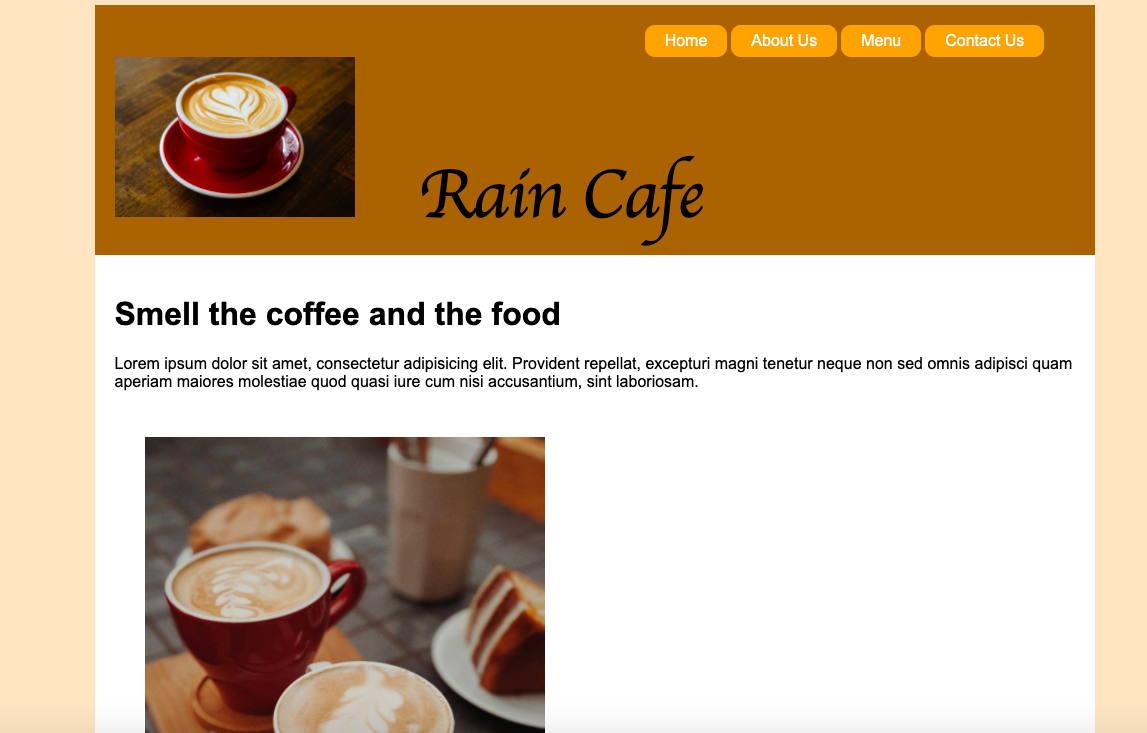 Home About Us Menu Contact Us
Rain Cafe
Smell the coffee and the food
Lorem ipsum dolor sit amet, consectetur adipisicing elit. Provident repellat, excepturi magni tenetur neque non sed omnis adipisci quam
aperiam maiores molestiae quod quasi iure cum nisi accusantium, sint laboriosam.